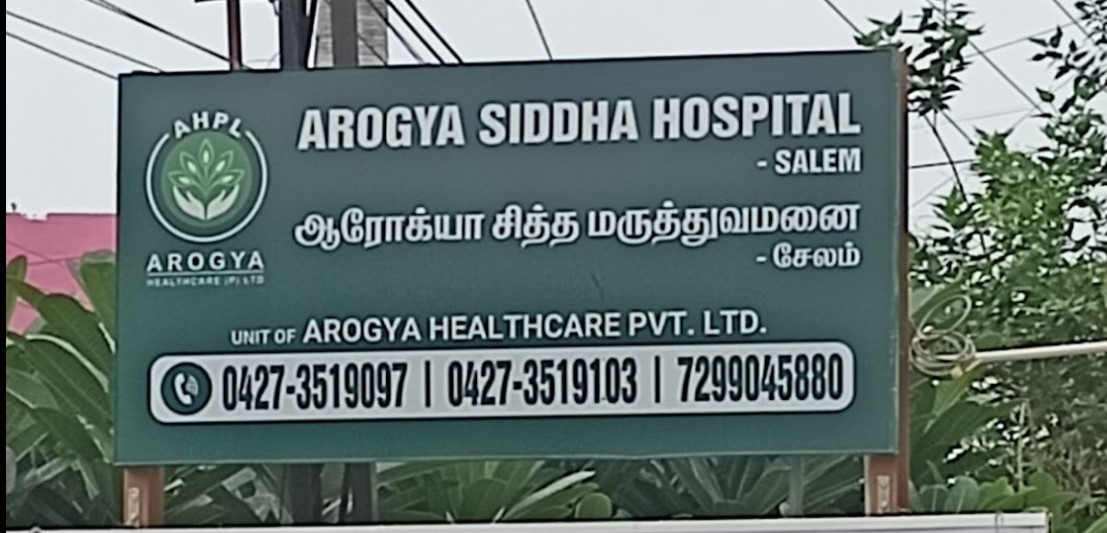 AHPL
AROGYA
HEALTHCARE (P) LTD
AROGYA SIDDHA HOSPITAL
- SALEM
ஆரோக்யா சித்த மருத்துவமனை
- சேலம்
UNIT OF AROGYA HEALTHCARE PVT. LTD.
0427-3519097 | 0427-3519103 | 7299045880